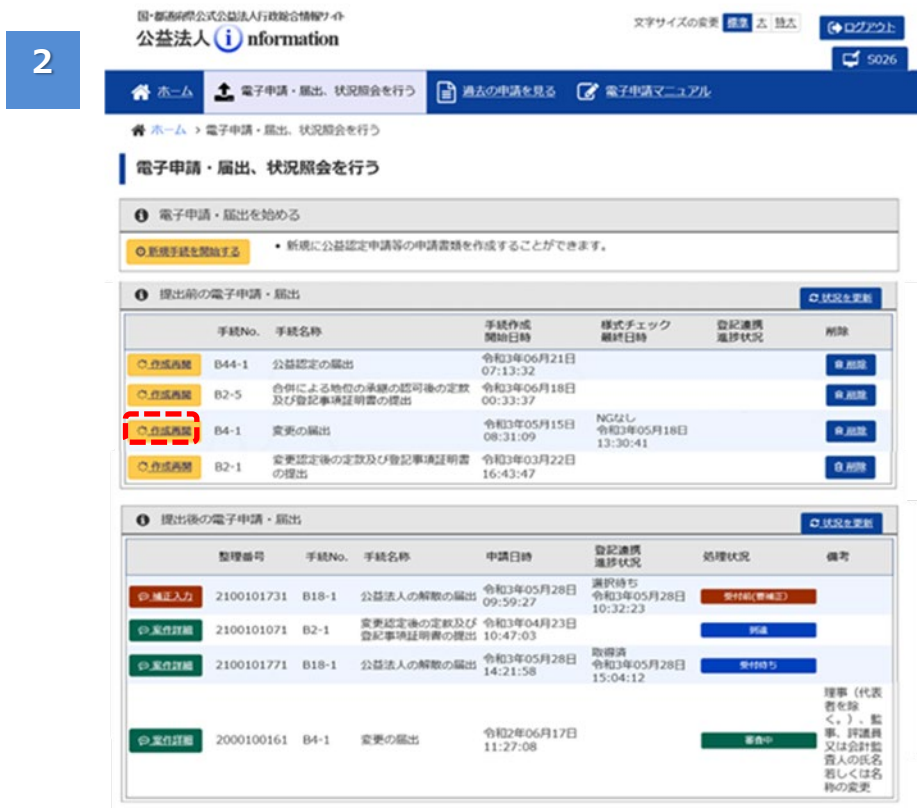 2
国・都道府県公式公益法人行政総合情報サイト
公益法人 information
文字サイズの変更 標準 大 特大
ログアウト
S026
ホーム 電子申請・届出、状況照会を行う 過去の申請を見る 電子申請マニュアル
ホーム > 電子申請・届出、状況照会を行う
電子申請・届出、状況照会を行う
電子申請・届出を始める
新規手続を開始する
• 新規に公益認定申請等の申請書類を作成することができます。
提出前の電子申請・届出
状況を更新
手続No. 手続名称 手続作成 様式チェック 登記連携 削除
開始日時 最終日時 進捗状況
作成再開 B44-1 公益認定の届出 令和3年06月21日 削除
07:13:32
作成再開 B2-5 合併による地位の承継の認可後の定款 令和3年06月18日 削除
及び登記事項証明書の提出 00:33:37
作成再開 B4-1 変更の届出 令和3年05月15日 NGなし 削除
08:31:09 令和3年05月18日
13:30:41
作成再開 B2-1 変更認定後の定款及び登記事項証明書 令和3年03月22日 削除
の提出 16:43:47
提出後の電子申請・届出
状況を更新
整理番号 手続No. 手続名称 申請日時 登記連携 処理状況 備考
進捗状況
補正入力 2100101731 B18-1 公益法人の解散の届出 令和3年05月28日 選択待ち 受付前(要補正)
09:59:27 令和3年05月28日
10:32:23
案件詳細 2100101071 B2-1 変更認定後の定款及び 令和3年04月23日 到達
登記事項証明書の提出 10:47:03
案件詳細 2100101771 B18-1 公益法人の解散の届出 令和3年05月28日 取得済 受付待ち
14:21:58 令和3年05月28日
15:04:12
案件詳細 2000100161 B4-1 変更の届出 令和2年06月17日 審査中
11:27:08
理事（代表
者を除
く。）、監
事、評議員
又は会計監
査人の氏名
若しくは名
称の変更